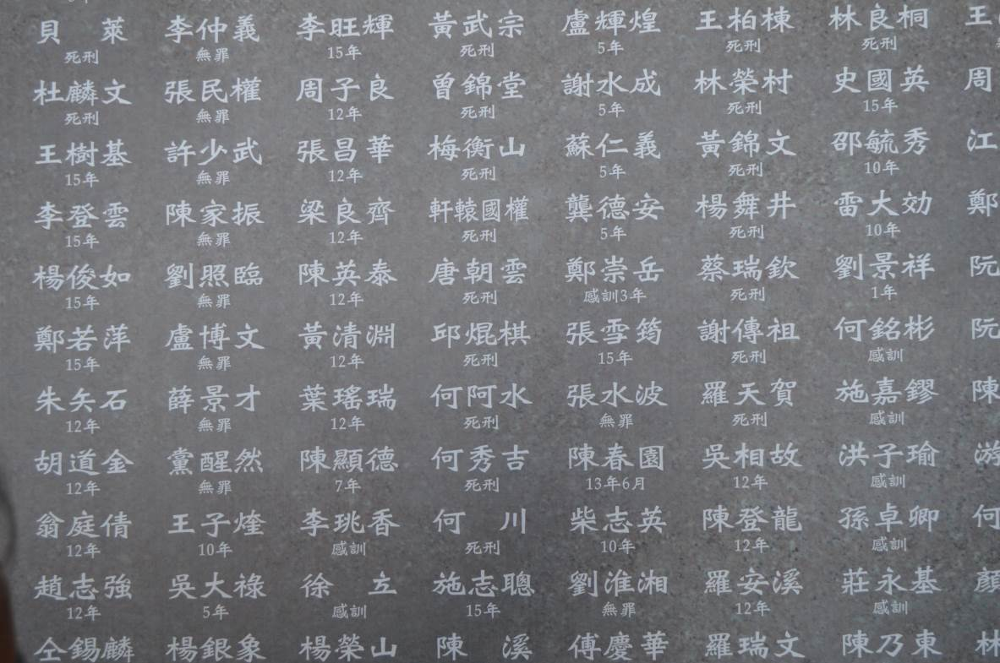 貝 萊 李仲義 李旺輝 黃武宗 盧輝煌 王柏棟 林良桐 王
死刑 無罪 15年 死刑 5年 死刑 死刑
杜麟文 張民權 周子良 曾錦堂 謝水成 林榮村 史國英 周
死刑 無罪 12年 死刑 5年 死刑 15年
王樹基 許少武 張昌華 梅衡山 蘇仁義 黃錦文 邵毓秀 江
15年 無罪 12年 死刑 5年 死刑 10年
李登雲 陳家振 梁良齊 軒轅國權 龔德安 楊舞井 雷大効 鄭
15年 無罪 12年 死刑 5年 死刑 10年
楊俊如 劉照臨 陳英泰 唐朝雲 鄭崇岳 蔡瑞欽 劉景祥 阮
15年 無罪 12年 死刑 感訓3年 死刑 1年
鄭若萍 盧博文 黃清淵 邱焜棋 張雪筠 謝傳祖 何銘彬 阮
15年 無罪 12年 死刑 15年 死刑 感訓
朱矢石 薛景才 葉瑤瑞 何阿水 張水波 羅天賀 施嘉鏐 陳
12年 無罪 12年 死刑 無罪 死刑 感訓
胡道金 黨醒然 陳顯德 何秀吉 陳春園 吳相故 洪子瑜 游
12年 無罪 7年 死刑 13年6月 12年 感訓
翁庭倩 王子煃 李珧香 何 川 柴志英 陳登龍 孫卓卿 何
12年 10年 感訓 死刑 10年 12年 感訓
趙志強 吳大祿 徐 立 施志聰 劉淮湘 羅安溪 莊永基 顏
12年 5年 感訓 15年 無罪 12年 感訓
仝錫麟 楊銀象 楊榮山 陳 溪 傅慶華 羅瑞文 陳乃東 林